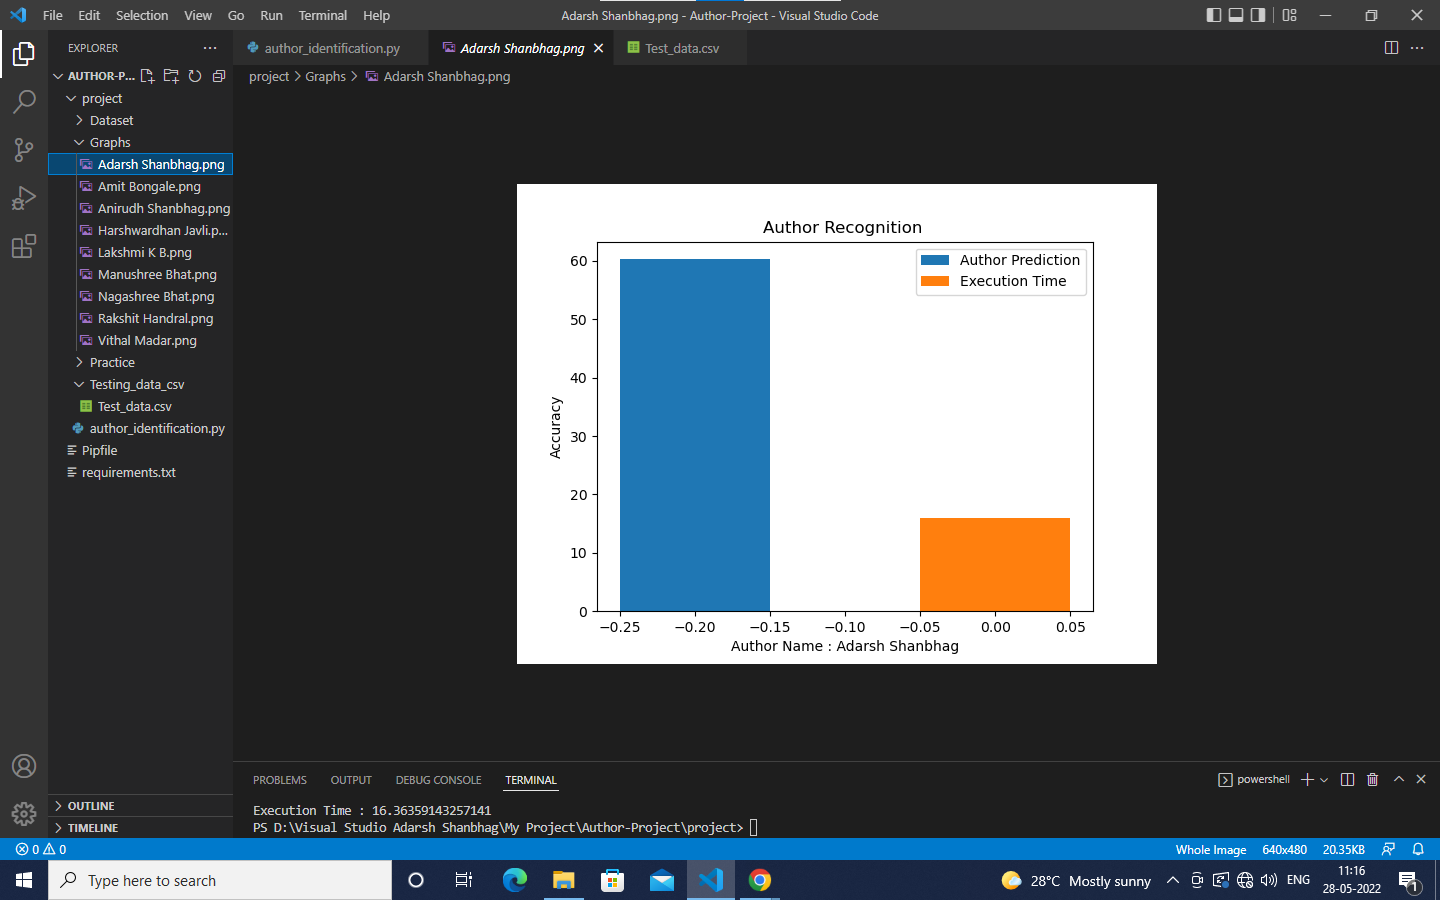 File Edit Selection View Go Run Terminal Help
Adarsh Shanbhag.png - Author-Project - Visual Studio Code
EXPLORER
author_identification.py
Adarsh Shanbhag.png
Test_data.csv
AUTHOR-P...
project > Graphs > Adarsh Shanbhag.png
project
Dataset
Graphs
Adarsh Shanbhag.png
Amit Bongale.png
Anirudh Shanbhag.png
Harshwardhan Javli.p...
Lakshmi K B.png
Manushree Bhat.png
Nagashree Bhat.png
Rakshit Handral.png
Vithal Madar.png
Practice
Testing_data_csv
Test_data.csv
author_identification.py
Pipfile
requirements.txt
OUTLINE
TIMELINE
Author Recognition
Author Prediction
Execution Time
Accuracy
60
50
40
30
20
10
0
−0.25 −0.20 −0.15 −0.10 −0.05 0.00 0.05
Author Name : Adarsh Shanbhag
PROBLEMS OUTPUT DEBUG CONSOLE TERMINAL
powershell
Execution Time : 16.36359143257141
PS D:\Visual Studio Adarsh Shanbhag\My Project\Author-Project\project>
0 0
Whole Image 640x480 20.35KB
Type here to search
28°C Mostly sunny
ENG
11:16
28-05-2022
1